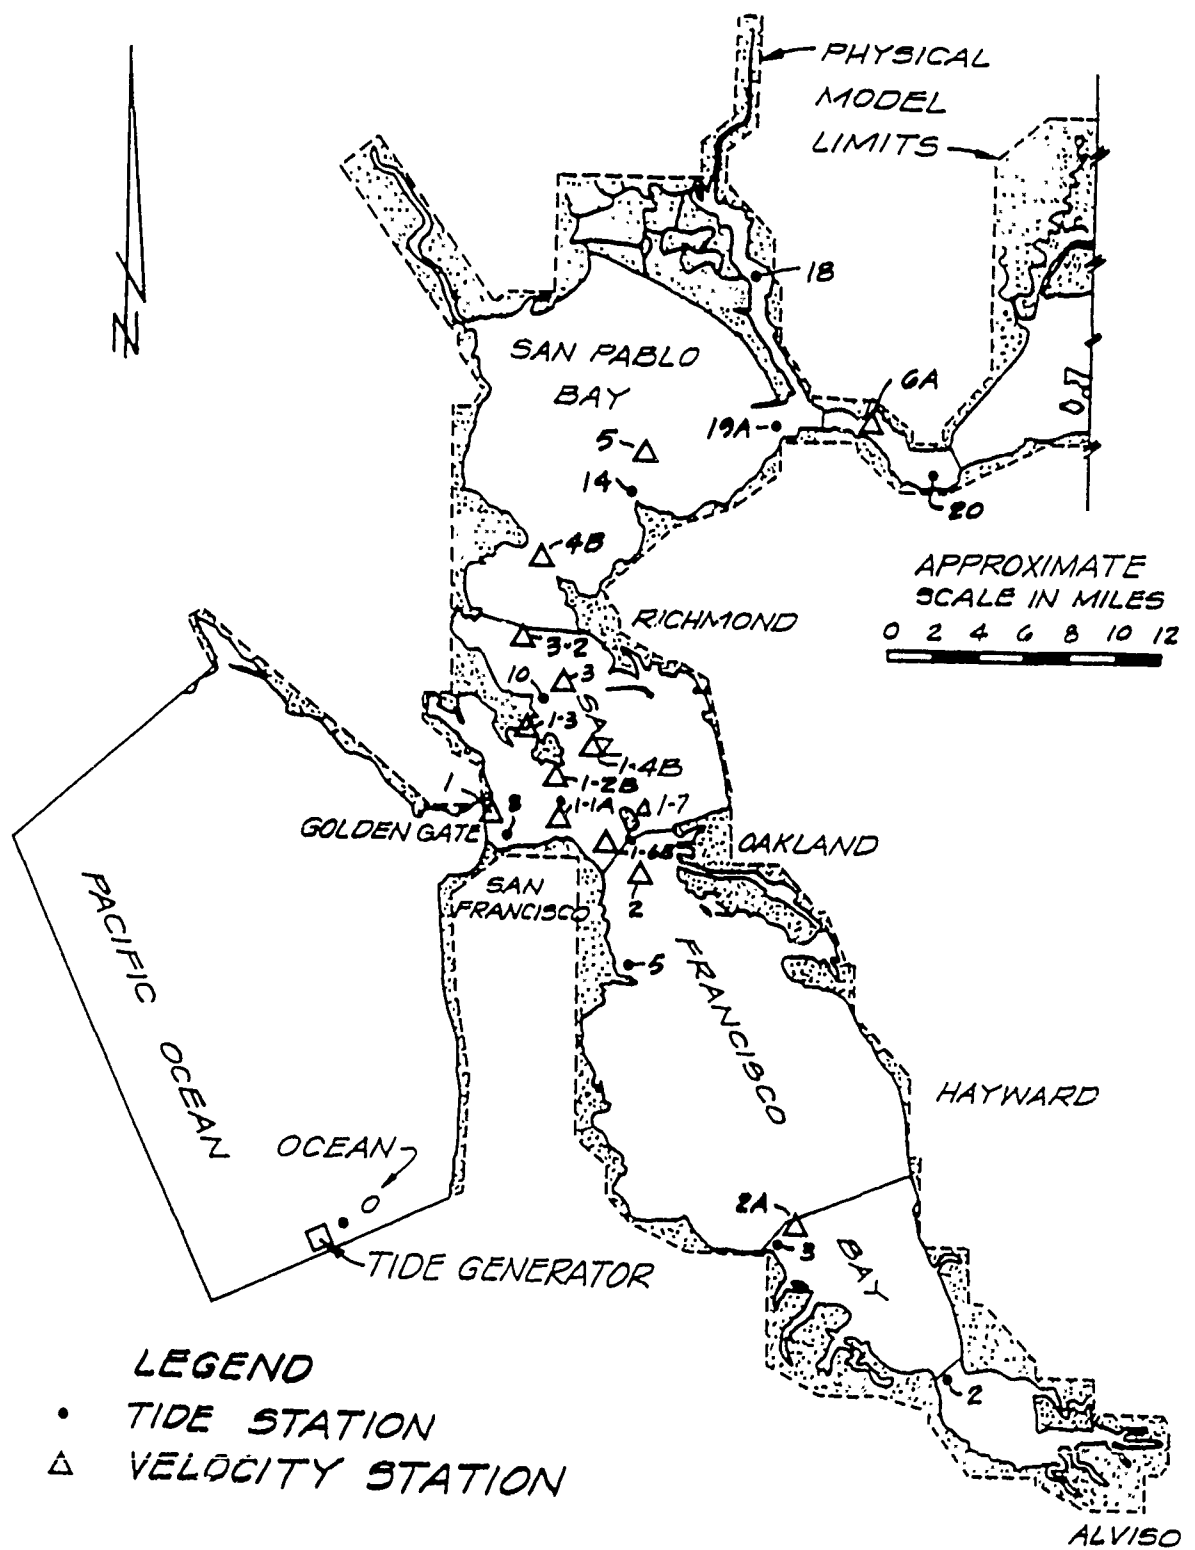 PHYSICAL
MODEL
LIMITS
N
18
SAN PABLO
BAY
6A
19A
5
14
20
0.7
4B
APPROXIMATE
SCALE IN MILES
0 2 4 6 8 10 12
RICHMOND
3-2
10
3
SAN
1-3
1-4B
1-2B
1
8
1-1A
1-7
GOLDEN GATE
OAKLAND
1-6B
SAN
FRANCISCO
2
5
FRANCISCO
PACIFIC
OCEAN
HAYWARD
OCEAN
O
2A
3
BAY
TIDE GENERATOR
2
LEGEND
TIDE STATION
VELOCITY STATION
ALVISO